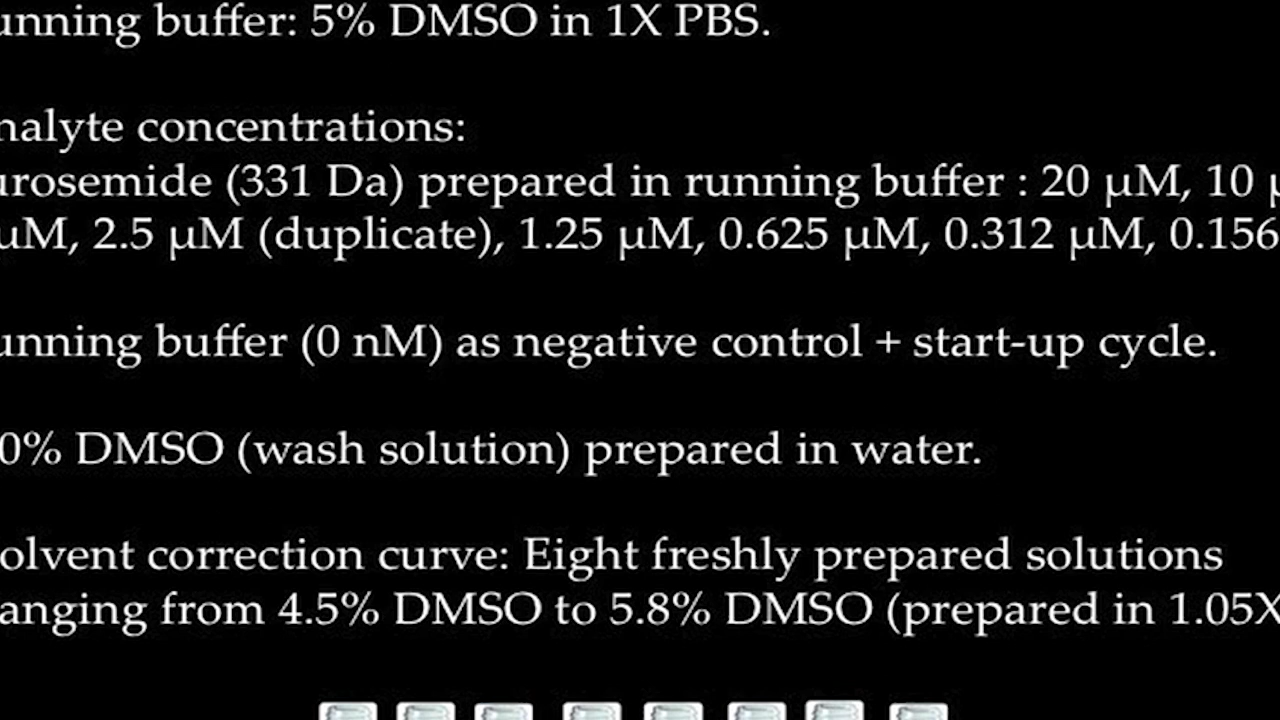 unning buffer: 5% DMSO in 1X PBS.
nalyte concentrations:
urosemide (331 Da) prepared in running buffer : 20 µM, 10 µ
uM, 2.5 µM (duplicate), 1.25 µM, 0.625 µM, 0.312 µM, 0.156
unning buffer (0 nM) as negative control + start-up cycle.
0% DMSO (wash solution) prepared in water.
olvent correction curve: Eight freshly prepared solutions
anging from 4.5% DMSO to 5.8% DMSO (prepared in 1.05X